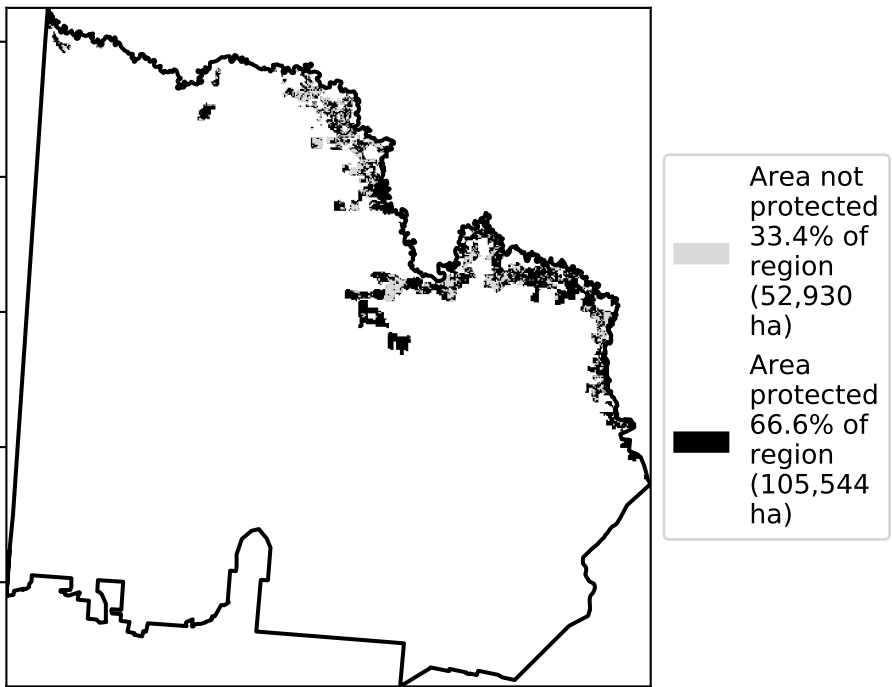 Area not
protected
33.4% of
region
(52,930
ha)
Area
protected
66.6% of
region
(105,544
ha)